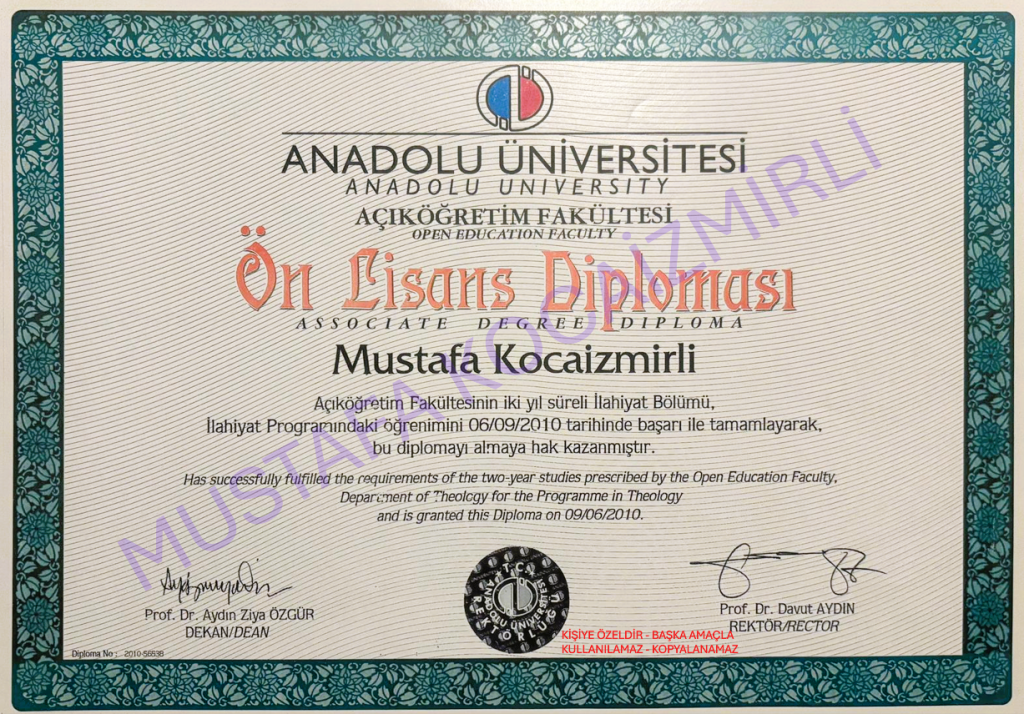 ANADOLU ÜNİVERSİTESİ
ANADOLU UNIVERSITY
AÇIKÖĞRETİM FAKÜLTESİ
OPEN EDUCATION FACULTY
Ön Lisans Diploması
ASSOCIATE DEGREE DIPLOMA
Mustafa Kocaizmirli
Açıköğretim Fakültesinin iki yıl süreli İlahiyat Bölümü,
İlahiyat Programındaki öğrenimini 06/09/2010 tarihinde başarı ile tamamlayarak,
bu diplomayı almaya hak kazanmıştır.
Has successfully fulfilled the requirements of the two-year studies prescribed by the Open Education Faculty,
Department of Theology for the Programme in Theology
and is granted this Diploma on 09/06/2010.
MUSTAFA KOCAİZMİRLİ
Prof. Dr. Aydın Ziya ÖZGÜR
DEKAN/DEAN
T.C. ANADOLU ÜNİVERSİTESİ
REKTÖRLÜĞÜ
Prof. Dr. Davut AYDIN
REKTÖR/RECTOR
KİŞİYE ÖZELDİR - BAŞKA AMAÇLA
KULLANILAMAZ - KOPYALANAMAZ
Diploma No : 2010-56538